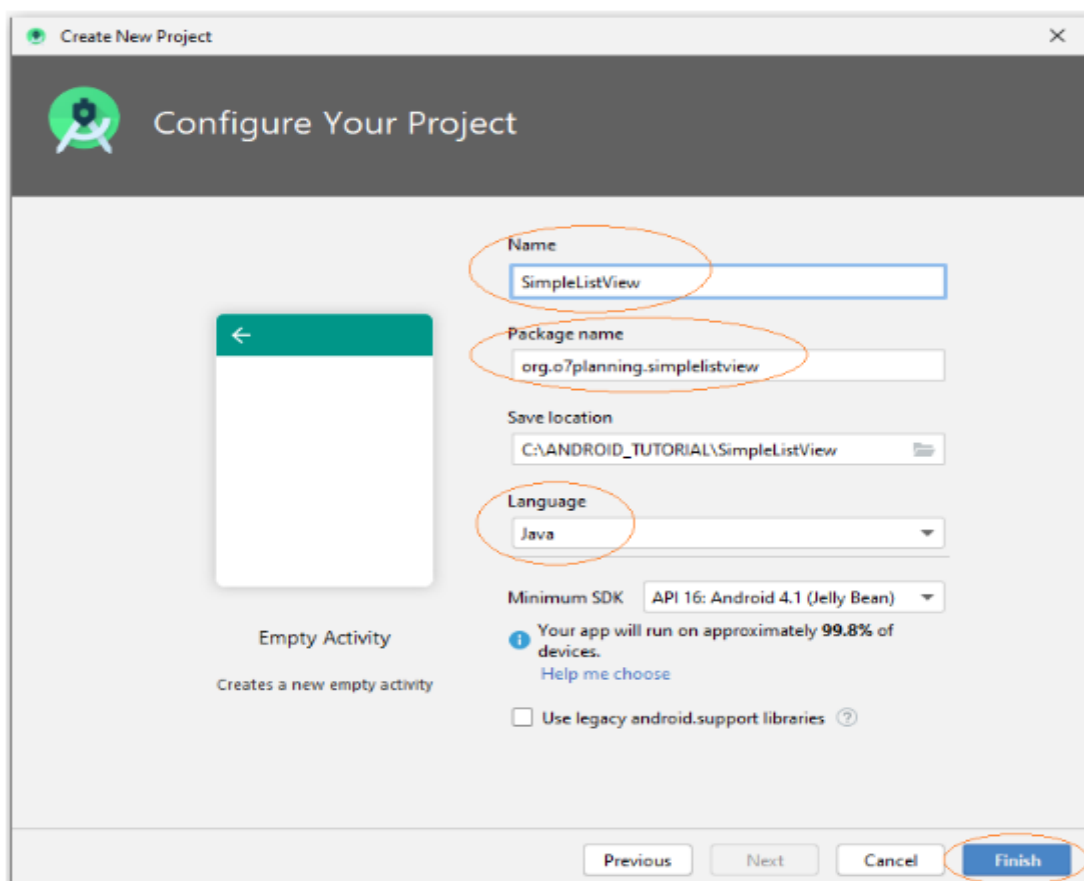 Create New Project
Configure Your Project
Name
SimpleListView
Package name
org.o7planning.simplelistview
Save location
C:\ANDROID_TUTORIAL\SimpleListView
Language
Java
Minimum SDK API 16: Android 4.1 (Jelly Bean)
Your app will run on approximately 99.8% of
devices.
Help me choose
Use legacy android.support libraries ?
Empty Activity
Creates a new empty activity
Previous Next Cancel Finish